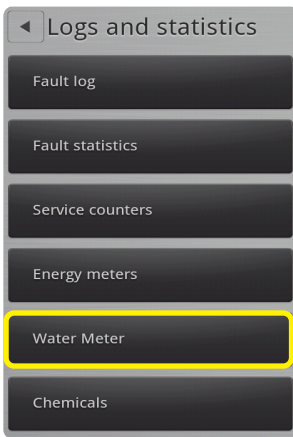 Logs and statistics
Fault log
Fault statistics
Service counters
Energy meters
Water Meter
Chemicals